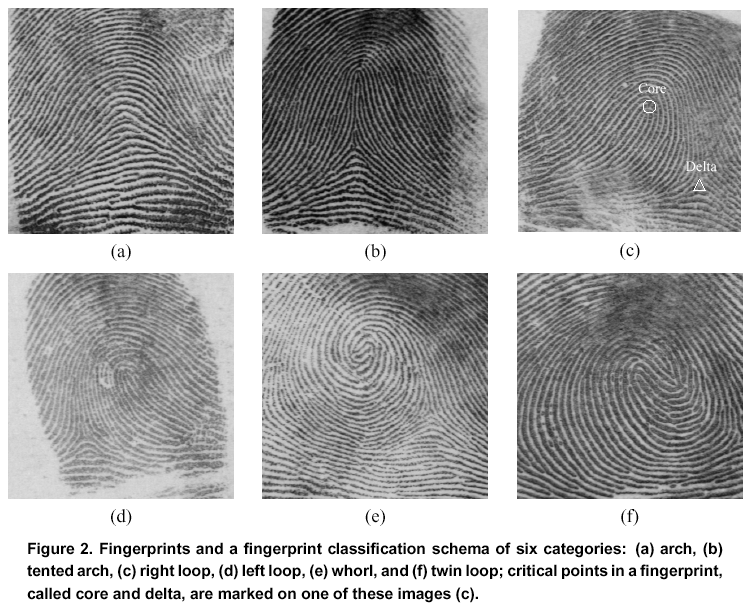 Core
Delta
(a)
(b)
(c)
(d)
(e)
(f)
Figure 2. Fingerprints and a fingerprint classification schema of six categories: (a) arch, (b)
tented arch, (c) right loop, (d) left loop, (e) whorl, and (f) twin loop; critical points in a fingerprint,
called core and delta, are marked on one of these images (c).